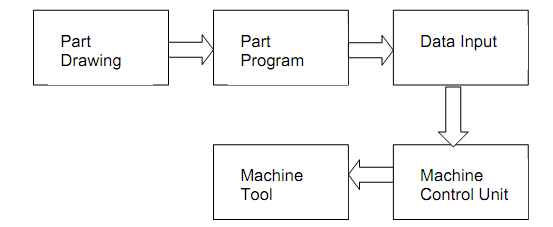 Part
Drawing
Part
Program
Data Input
Machine
Tool
Machine
Control Unit